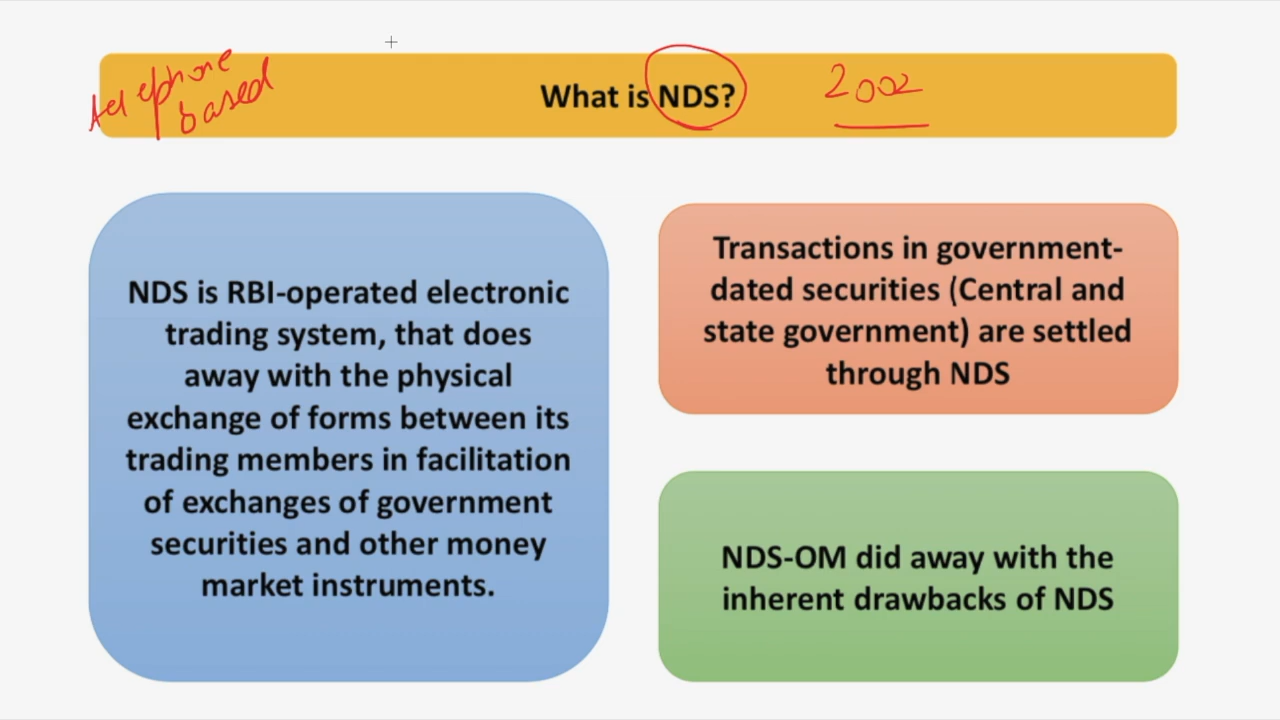 Telephone
based
What is NDS?
2002
NDS is RBI-operated electronic
trading system, that does
away with the physical
exchange of forms between its
trading members in facilitation
of exchanges of government
securities and other money
market instruments.
Transactions in government-
dated securities (Central and
state government) are settled
through NDS
NDS-OM did away with the
inherent drawbacks of NDS